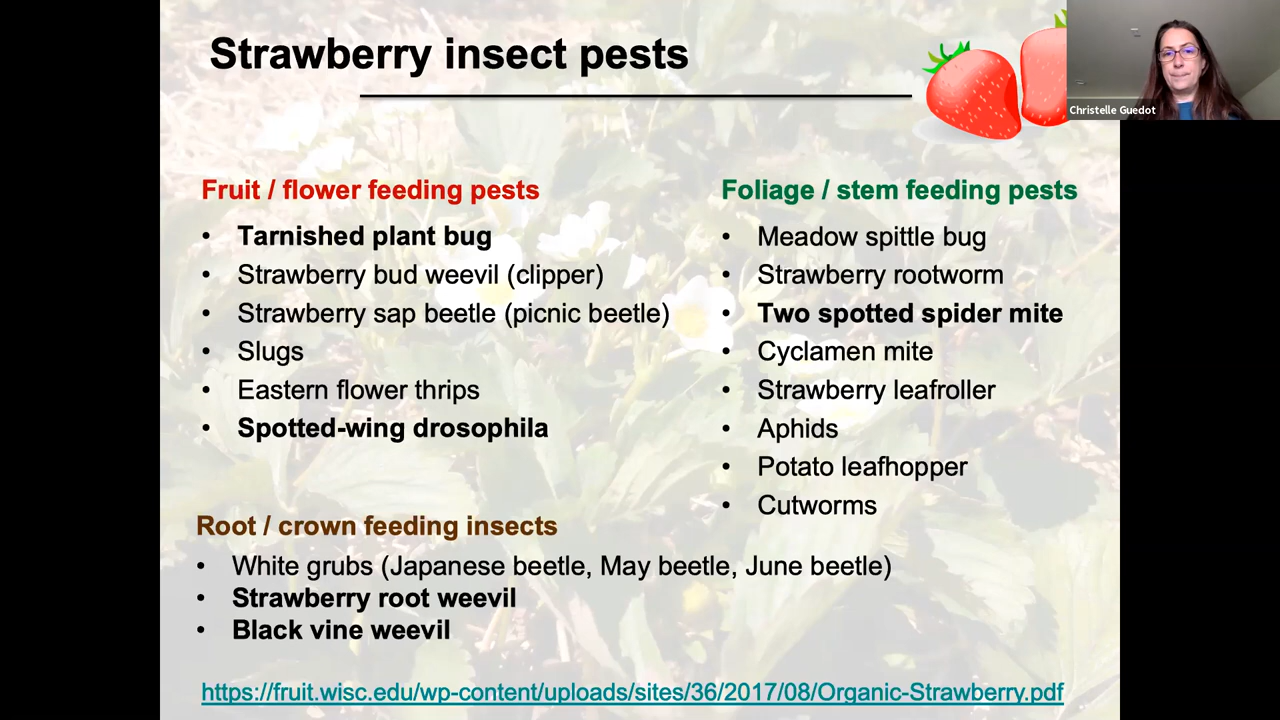 Strawberry insect pests
Christelle Guedot
Fruit / flower feeding pests
• Tarnished plant bug
• Strawberry bud weevil (clipper)
• Strawberry sap beetle (picnic beetle)
• Slugs
• Eastern flower thrips
• Spotted-wing drosophila
Foliage / stem feeding pests
• Meadow spittle bug
• Strawberry rootworm
• Two spotted spider mite
• Cyclamen mite
• Strawberry leafroller
• Aphids
• Potato leafhopper
• Cutworms
Root / crown feeding insects
• White grubs (Japanese beetle, May beetle, June beetle)
• Strawberry root weevil
• Black vine weevil
https://fruit.wisc.edu/wp-content/uploads/sites/36/2017/08/Organic-Strawberry.pdf